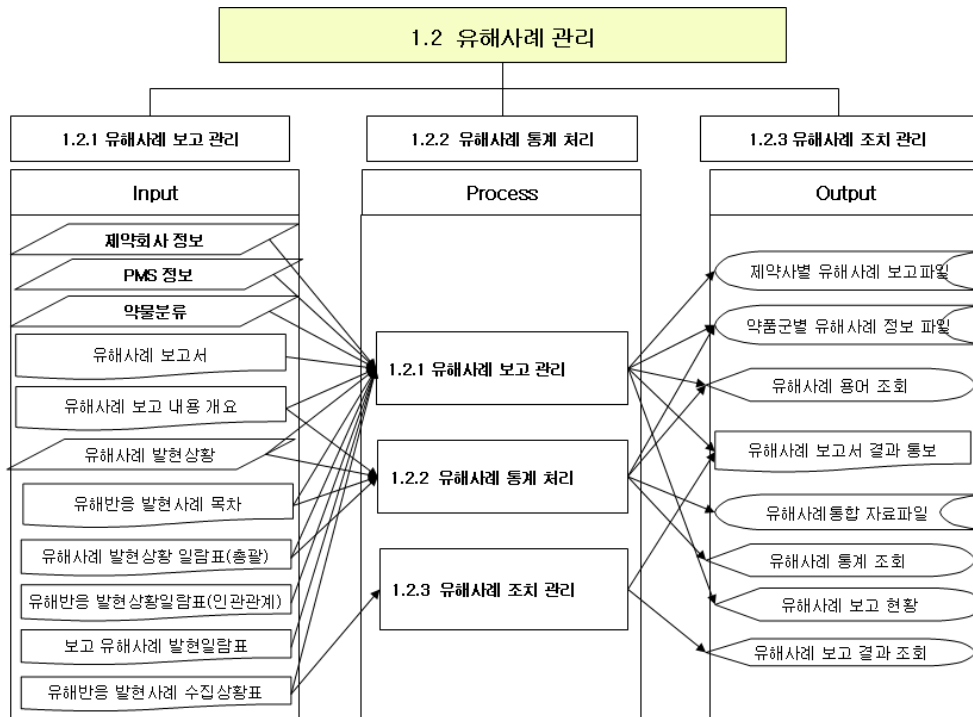 1.2 유해사례 관리
1.2.1 유해사례 보고 관리
1.2.2 유해사례 통계 처리
1.2.3 유해사례 조치 관리
Input
Process
Output
제약회사 정보
PMS 정보
약물분류
유해사례 보고서
유해사례 보고 내용 개요
유해사례 발현상황
유해반응 발현사례 목차
유해사례 발현상황 일람표(총괄)
유해반응 발현상황일람표(인관관계)
보고 유해사례 발현일람표
유해반응 발현사례 수집상황표
1.2.1 유해사례 보고 관리
1.2.2 유해사례 통계 처리
1.2.3 유해사례 조치 관리
제약사별 유해사례 보고파일
약품군별 유해사례 정보 파일
유해사례 용어 조회
유해사례 보고서 결과 통보
유해사례통합 자료파일
유해사례 통계 조회
유해사례 보고 현황
유해사례 보고 결과 조회